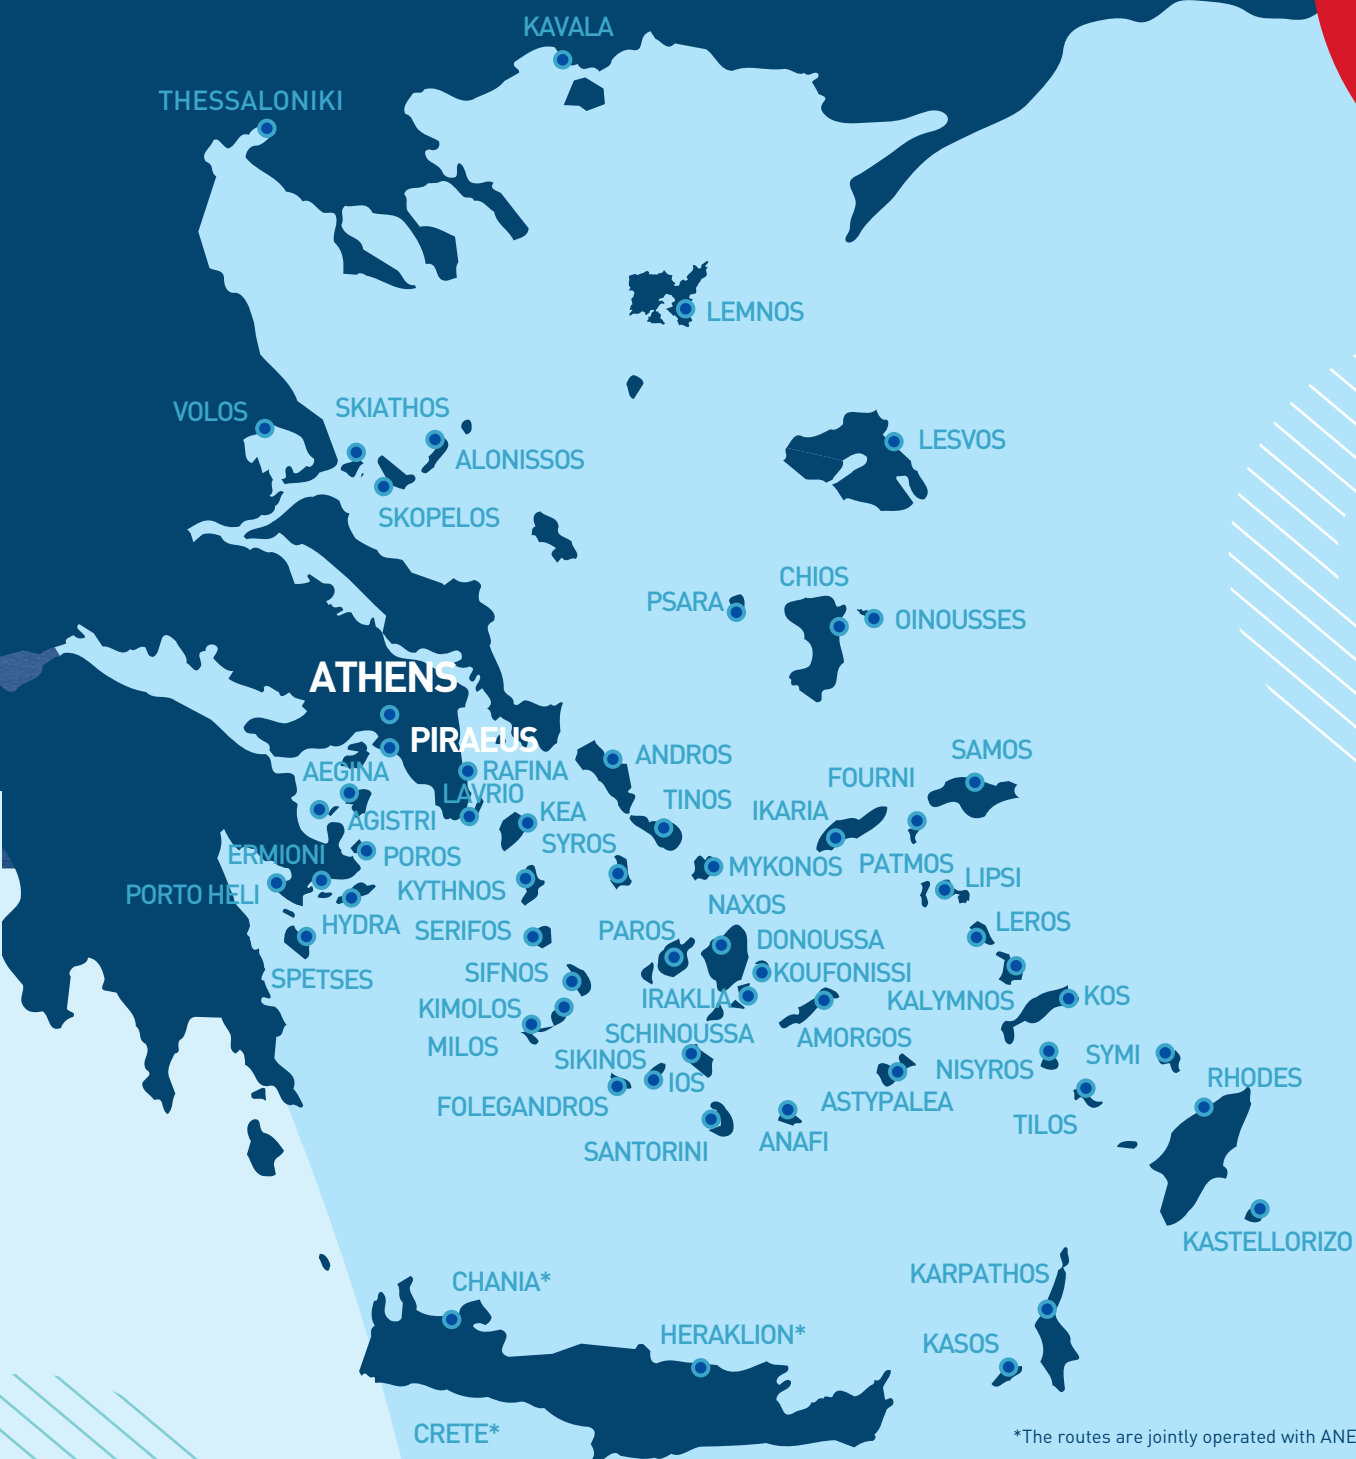 KAVALA
THESSALONIKI
LEMNOS
VOLOS
SKIATHOS
ALONISSOS
LESVOS
SKOPELOS
CHIOS
PSARA
OINOUSSES
ATHENS
PIRAEUS
ANDROS
SAMOS
AEGINA
RAFINA
FOURNI
LAVRIO
TINOS
IKARIA
KEA
AGISTRI
SYROS
ERMIONI
POROS
MYKONOS
PATMOS
LIPSI
PORTO HELI
KYTHNOS
NAXOS
HYDRA
SERIFOS
PAROS
DONOUSSA
LEROS
SPETSES
SIFNOS
KOUFONISSI
IRAKLIA
KALYMNOS
KOS
KIMOLOS
SCHINOUSSA
AMORGOS
MILOS
SIKINOS
IOS
NISYROS
SYMI
RHODES
FOLEGANDROS
ASTYPALEA
TILOS
SANTORINI
ANAFI
KASTELLORIZO
KARPATHOS
CHANIA*
HERAKLION*
KASOS
CRETE*
*The routes are jointly operated with ANE